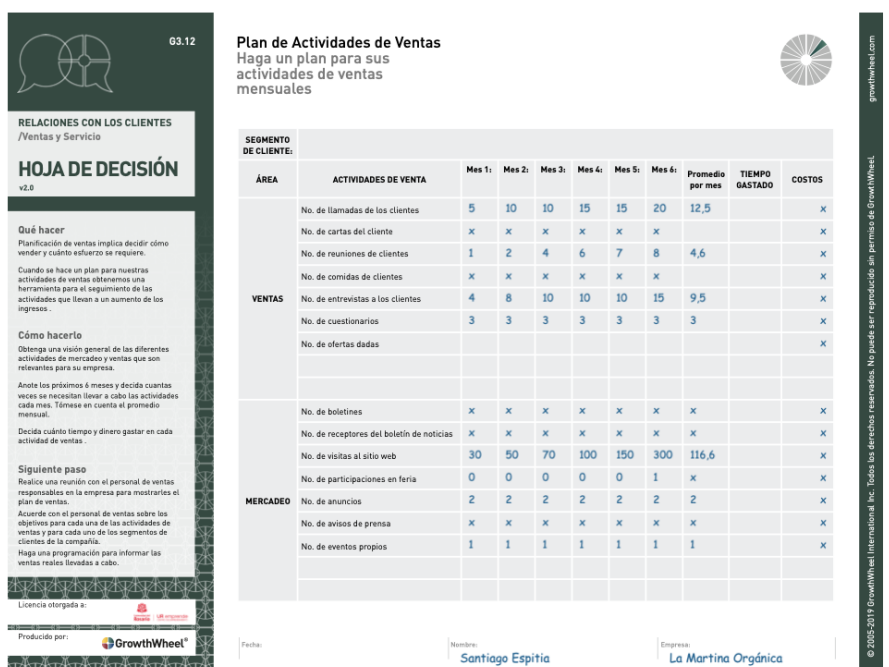 G3.12
RELACIONES CON LOS CLIENTES
/Ventas y Servicio
HOJA DE DECISIÓN
v2.0
Qué hacer
Planificación de ventas implica decidir cómo
vender y cuánto esfuerzo se requiere.
Cuando se hace un plan para nuestras
actividades de ventas obtenemos una
herramienta para el seguimiento de las
actividades que llevan a un aumento de los
ingresos .
Cómo hacerlo
Obtenga una visión general de las diferentes
actividades de mercadeo y ventas que son
relevantes para su empresa.
Anote los próximos 6 meses y decida cuantas
veces se necesitan llevar a cabo las actividades
cada mes. Tómese en cuenta el promedio
mensual.
Decida cuánto tiempo y dinero gastar en cada
actividad de ventas .
Siguiente paso
Realice una reunión con el personal de ventas
responsables en la empresa para mostrarles el
plan de ventas.
Acuerde con el personal de ventas sobre los
objetivos para cada una de las actividades de
ventas y para cada uno de los segmentos de
clientes de la compañía.
Haga una programación para informar las
ventas reales llevadas a cabo.
Licencia otorgada a:
Producido por:
GrowthWheel®
Plan de Actividades de Ventas
Haga un plan para sus
actividades de ventas
mensuales
SEGMENTO
DE CLIENTE:
ÁREA ACTIVIDADES DE VENTA Mes 1: Mes 2: Mes 3: Mes 4: Mes 5: Mes 6: Promedio por mes TIEMPO GASTADO COSTOS
VENTAS
No. de llamadas de los clientes 5 10 10 15 15 20 12,5 x
No. de cartas del cliente x x x x x x x
No. de reuniones de clientes 1 2 4 6 7 8 4,6 x
No. de comidas de clientes x x x x x x x
No. de entrevistas a los clientes 4 8 10 10 10 15 9,5 x
No. de cuestionarios 3 3 3 3 3 3 3 x
No. de ofertas dadas x
MERCADEO
No. de boletines x x x x x x x x
No. de receptores del boletín de noticias x x x x x x x x
No. de visitas al sitio web 30 50 70 100 150 300 116,6 x
No. de participaciones en feria 0 0 0 0 0 1 x x
No. de anuncios 2 2 2 2 2 2 2 x
No. de avisos de prensa x x x x x x x x
No. de eventos propios 1 1 1 1 1 1 1 x
Fecha:
Nombre:
Santiago Espitia
Empresa:
La Martina Orgánica
growthwheel.com
© 2005-2019 GrowthWheel International Inc. Todos los derechos reservados. No puede ser reproducido sin permiso de GrowthWheel